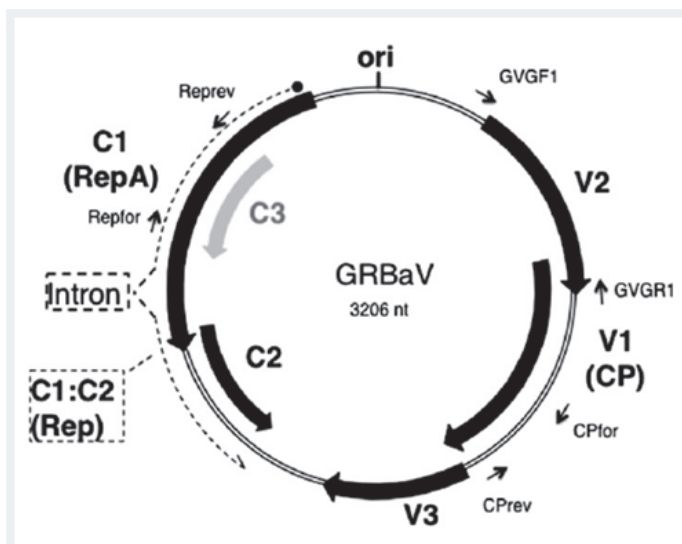 ori
GVGF1
Reprev
C1
(RepA)
V2
C3
Repfor
GRBaV
3206 nt
Intron
GVGR1
V1
(CP)
C2
C1:C2
(Rep)
CPfor
CPrev
V3